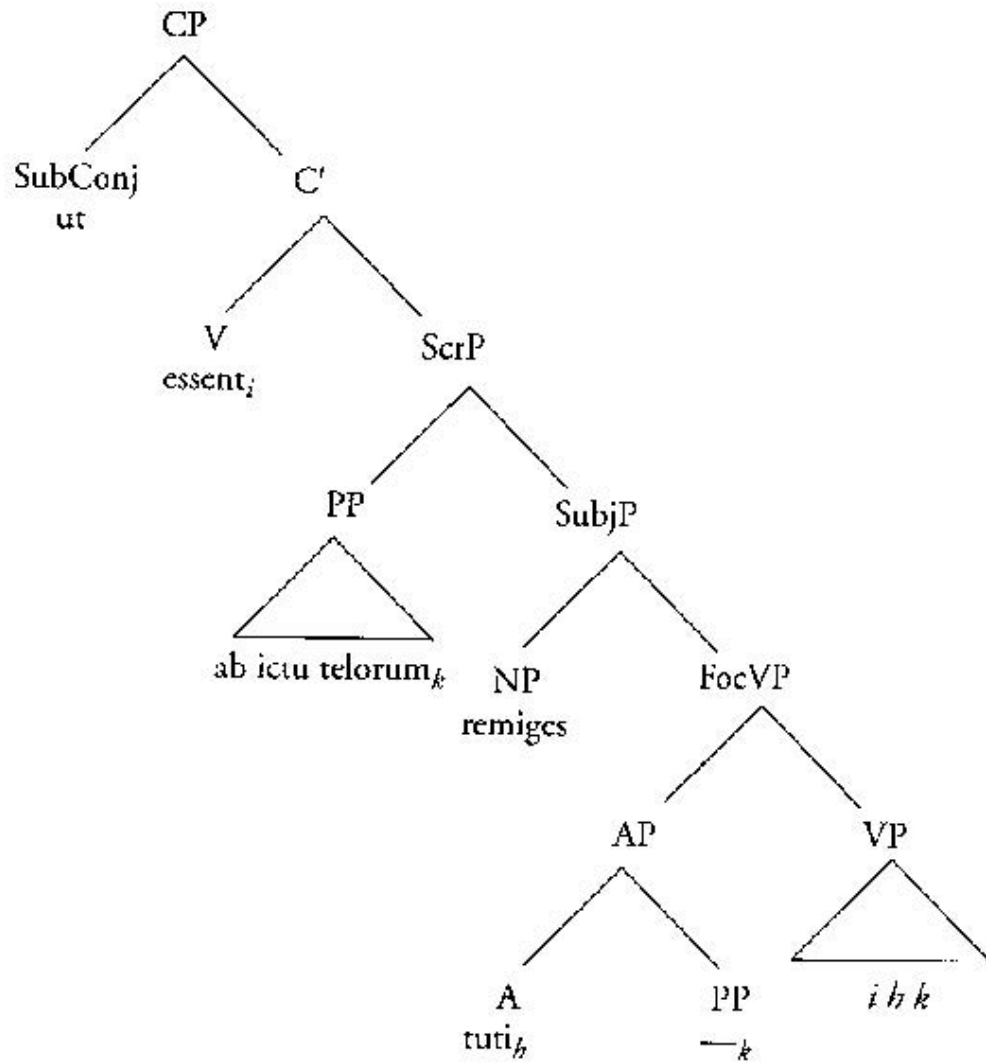 CP
SubConj C'
ut
V ScrP
essent_i
PP SubjP
ab ictu telorum_k NP FocVP
remiges
AP VP
A PP i h k
tuti_h —_k